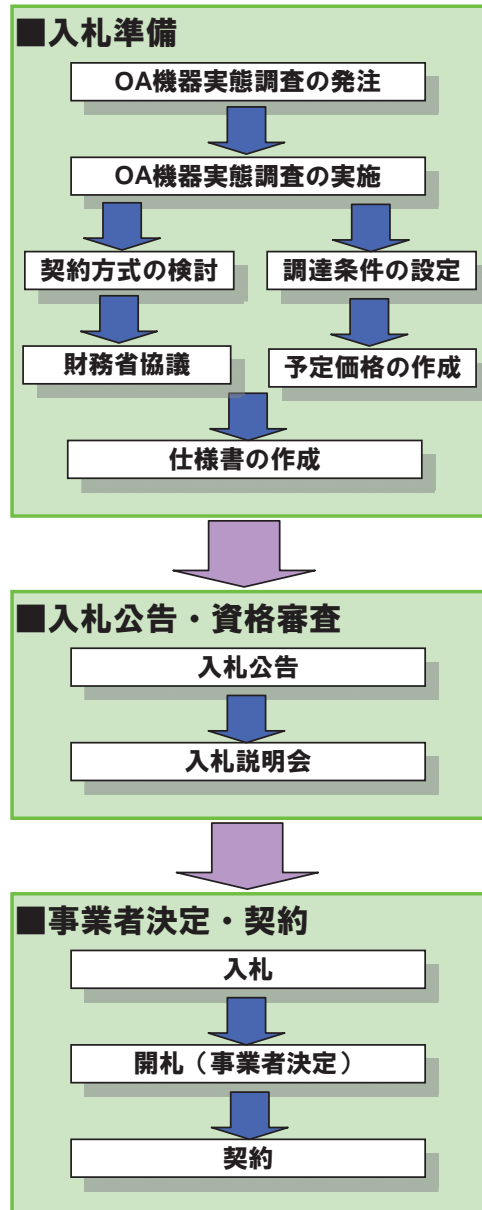 ■入札準備
OA機器実態調査の発注
OA機器実態調査の実施
契約方式の検討
調達条件の設定
財務省協議
予定価格の作成
仕様書の作成
■入札公告・資格審査
入札公告
入札説明会
■事業者決定・契約
入札
開札（事業者決定）
契約